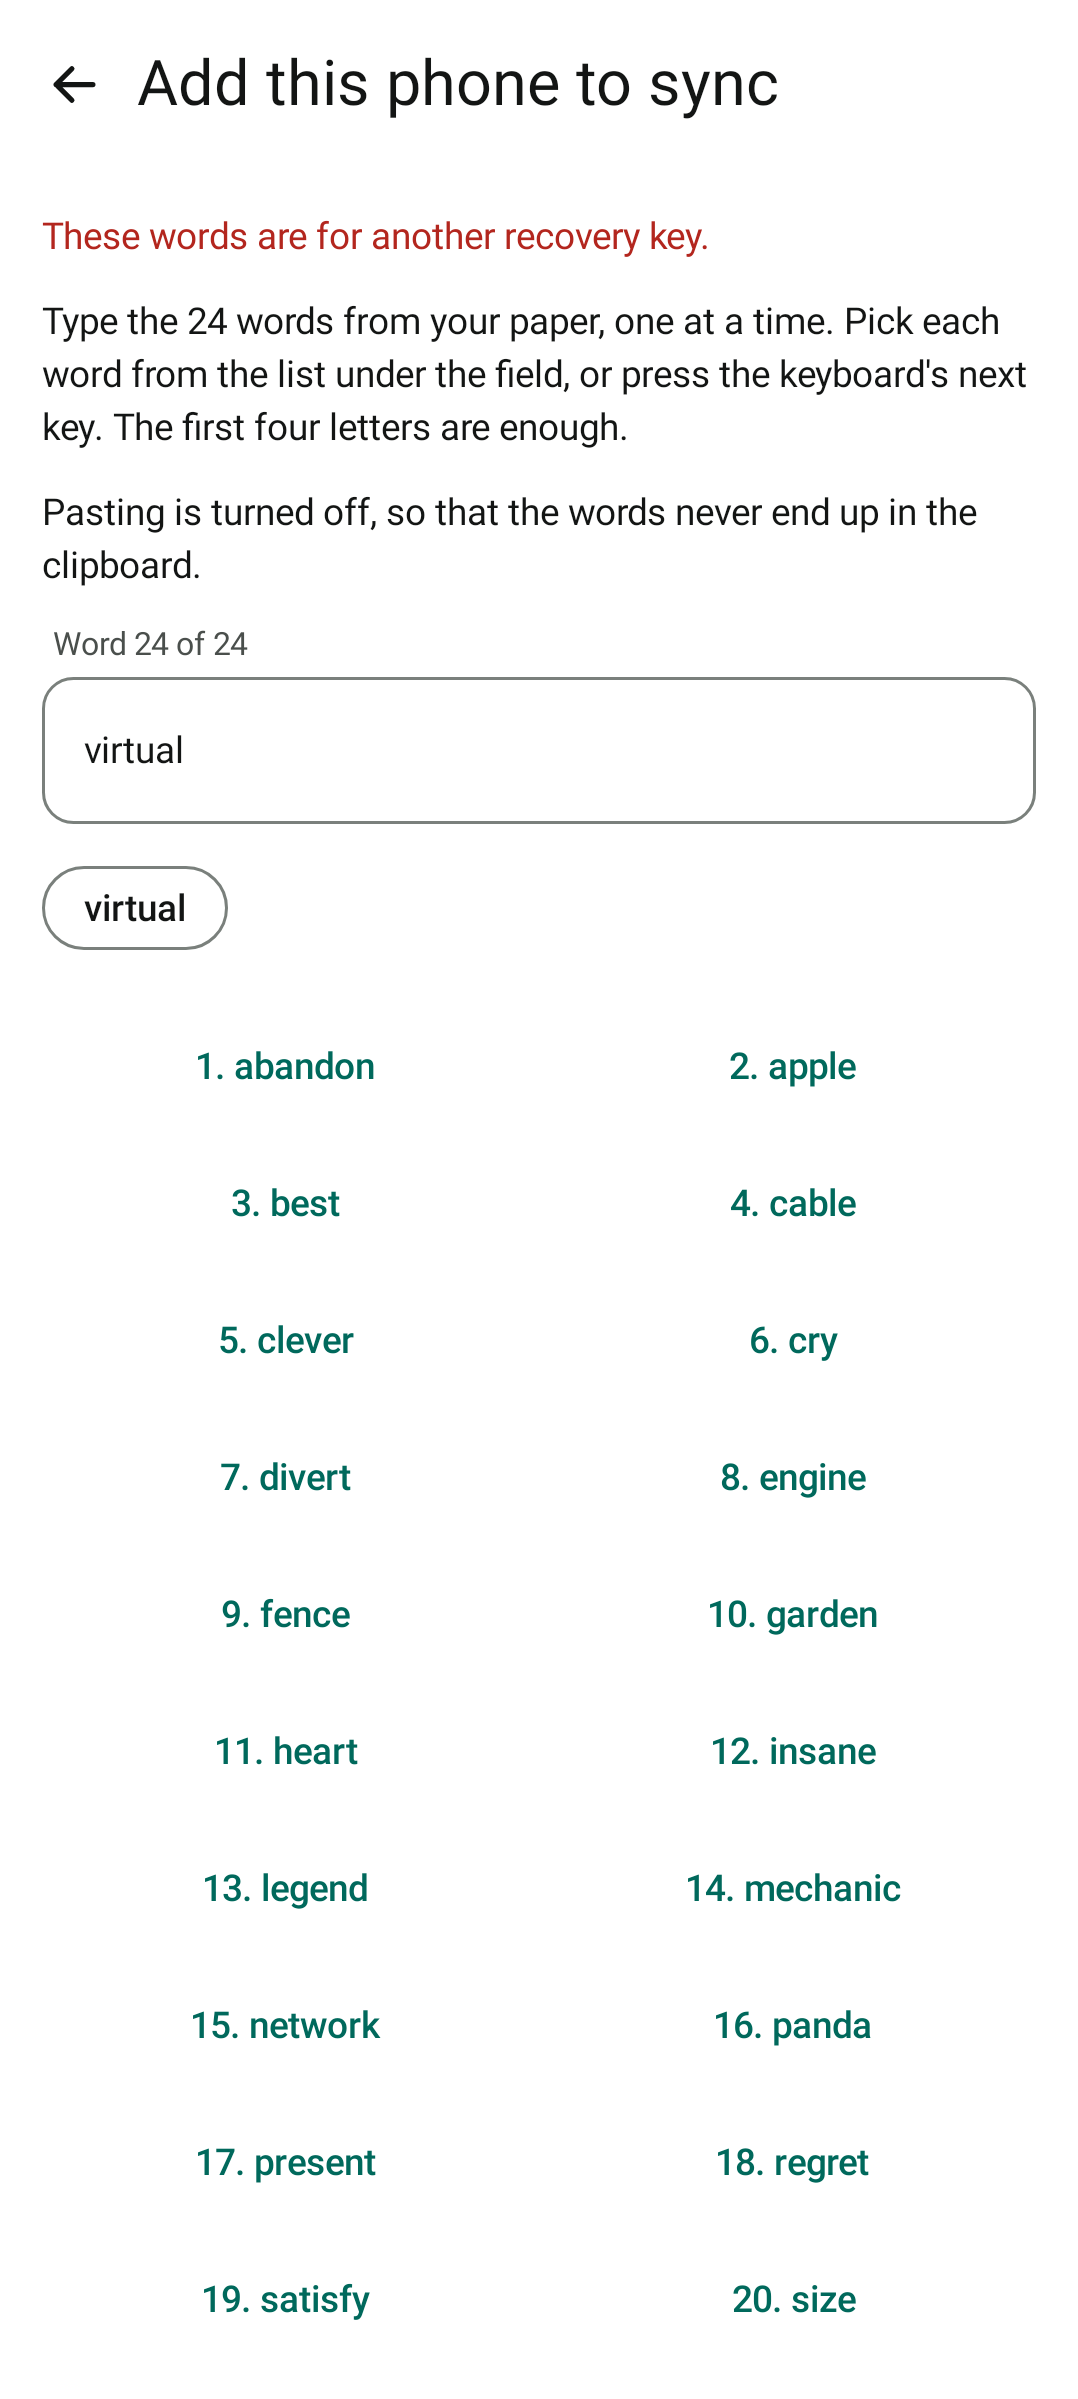 Add this phone to sync
These words are for another recovery key.
Type the 24 words from your paper, one at a time. Pick each
word from the list under the field, or press the keyboard's next
key. The first four letters are enough.
Pasting is turned off, so that the words never end up in the
clipboard.
Word 24 of 24
virtual
virtual
1. abandon
2. apple
3. best
4. cable
5. clever
6. cry
7. divert
8. engine
9. fence
10. garden
11. heart
12. insane
13. legend
14. mechanic
15. network
16. panda
17. present
18. regret
19. satisfy
20. size